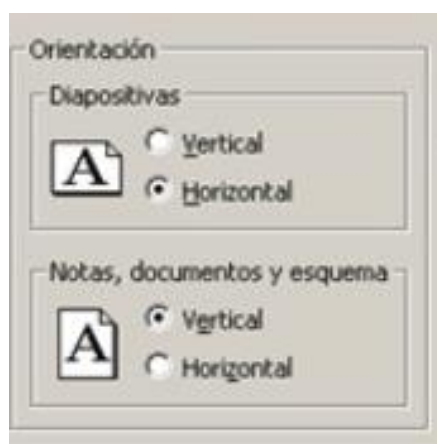 Orientación
Diapositivas
A
Vertical
Horizontal
Notas, documentos y esquema
A
Vertical
Horizontal